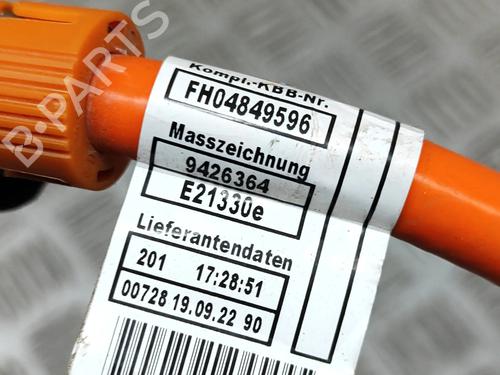 Kompl.-KBB-Nr.
FH04849596
Masszeichnung
9426364
E21330e
Lieferantendaten
201 17:28:51
00728 19.09.22 90
B-PARTS